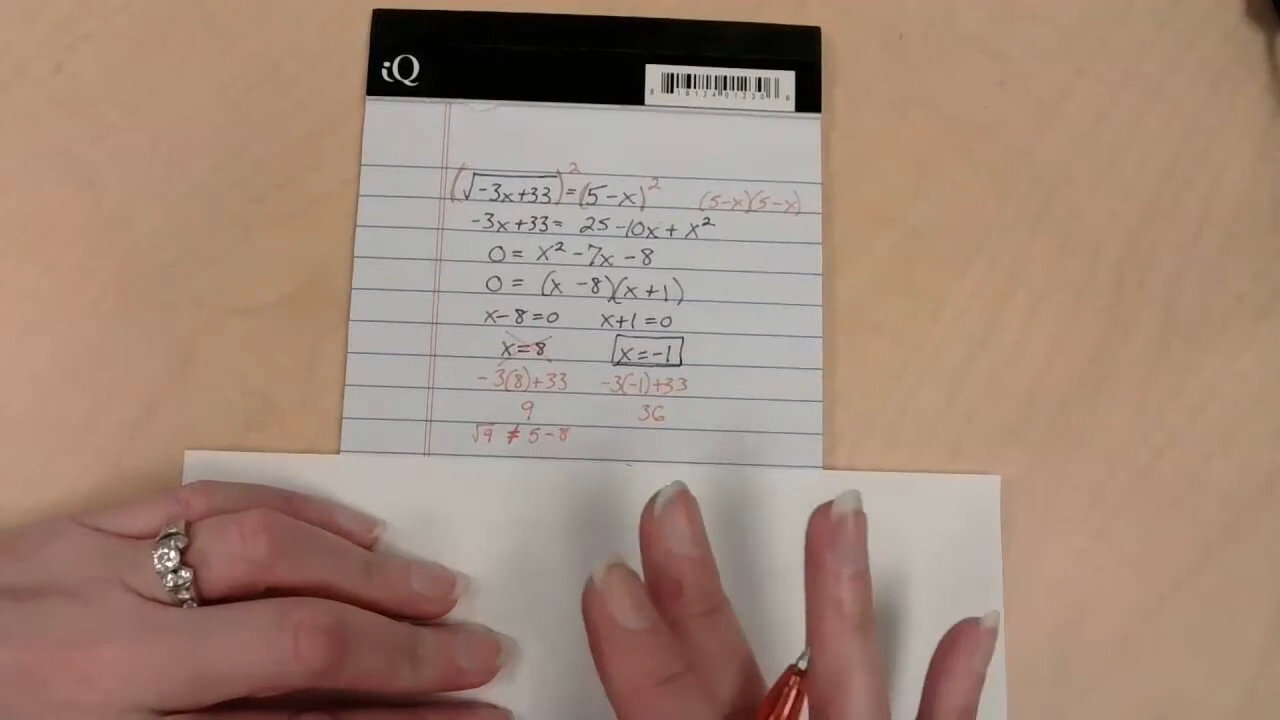 iQ
(√-3x+33)² = (5-x)² (5-x)(5-x)
-3x+33 = 25-10x+x²
0 = x²-7x-8
0 = (x-8)(x+1)
x-8=0 x+1=0
x=8 x=-1
-3(8)+33 -3(-1)+33
9 36
√9 ≠ 5-8